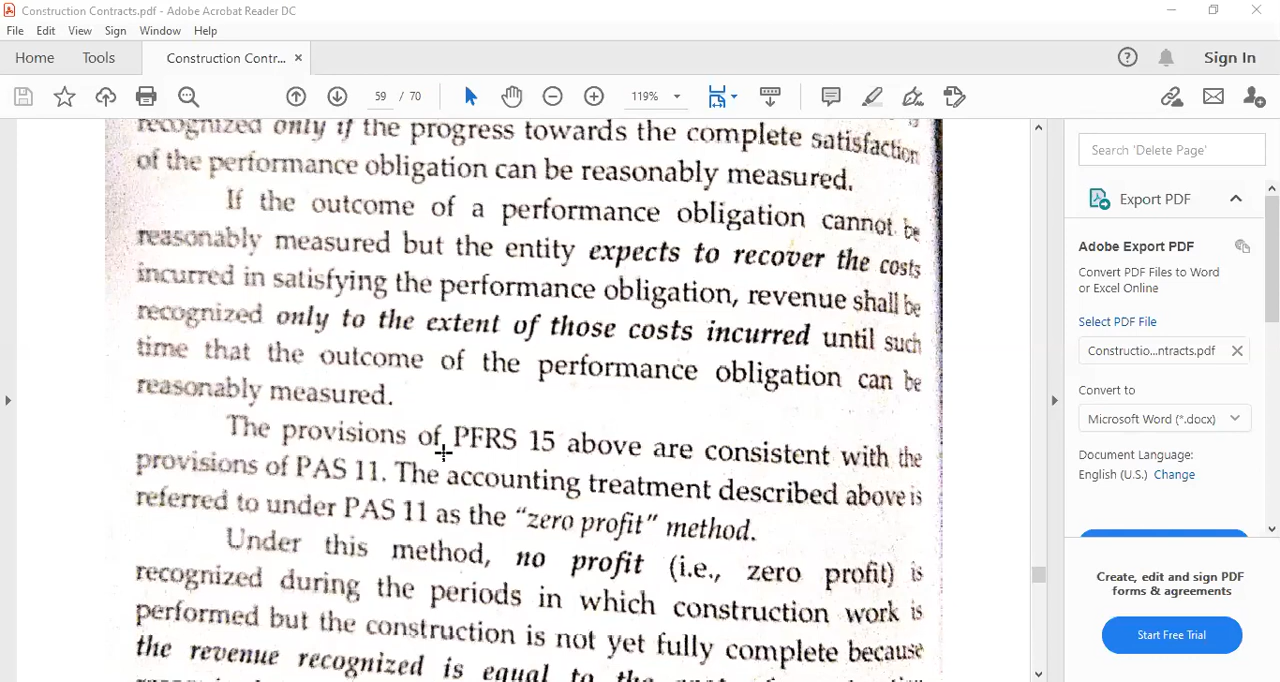 Construction Contracts.pdf - Adobe Acrobat Reader DC
File Edit View Sign Window Help
Home Tools Construction Contr... × Sign In
59 / 70 119%
recognized only if the progress towards the complete satisfaction
of the performance obligation can be reasonably measured.
If the outcome of a performance obligation cannot be
reasonably measured but the entity expects to recover the costs
incurred in satisfying the performance obligation, revenue shall be
recognized only to the extent of those costs incurred until such
time that the outcome of the performance obligation can be
reasonably measured.
The provisions of PFRS 15 above are consistent with the
provisions of PAS 11. The accounting treatment described above is
referred to under PAS 11 as the "zero profit" method.
Under this method, no profit (i.e., zero profit) is
recognized during the periods in which construction work is
performed but the construction is not yet fully complete because
the revenue recognized is equal to the
Search 'Delete Page'
Export PDF
Adobe Export PDF
Convert PDF Files to Word
or Excel Online
Select PDF File
Constructio...ntracts.pdf
Convert to
Microsoft Word (*.docx)
Document Language:
English (U.S.) Change
Create, edit and sign PDF
forms & agreements
Start Free Trial